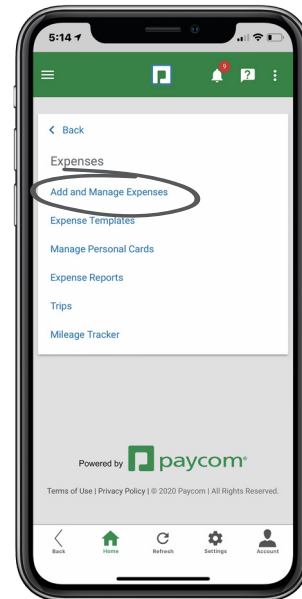 5:14
9
?
Back
Expenses
Add and Manage Expenses
Expense Templates
Manage Personal Cards
Expense Reports
Trips
Mileage Tracker
Powered by paycom®
Terms of Use | Privacy Policy | © 2020 Paycom | All Rights Reserved.
Back Home Refresh Settings Account